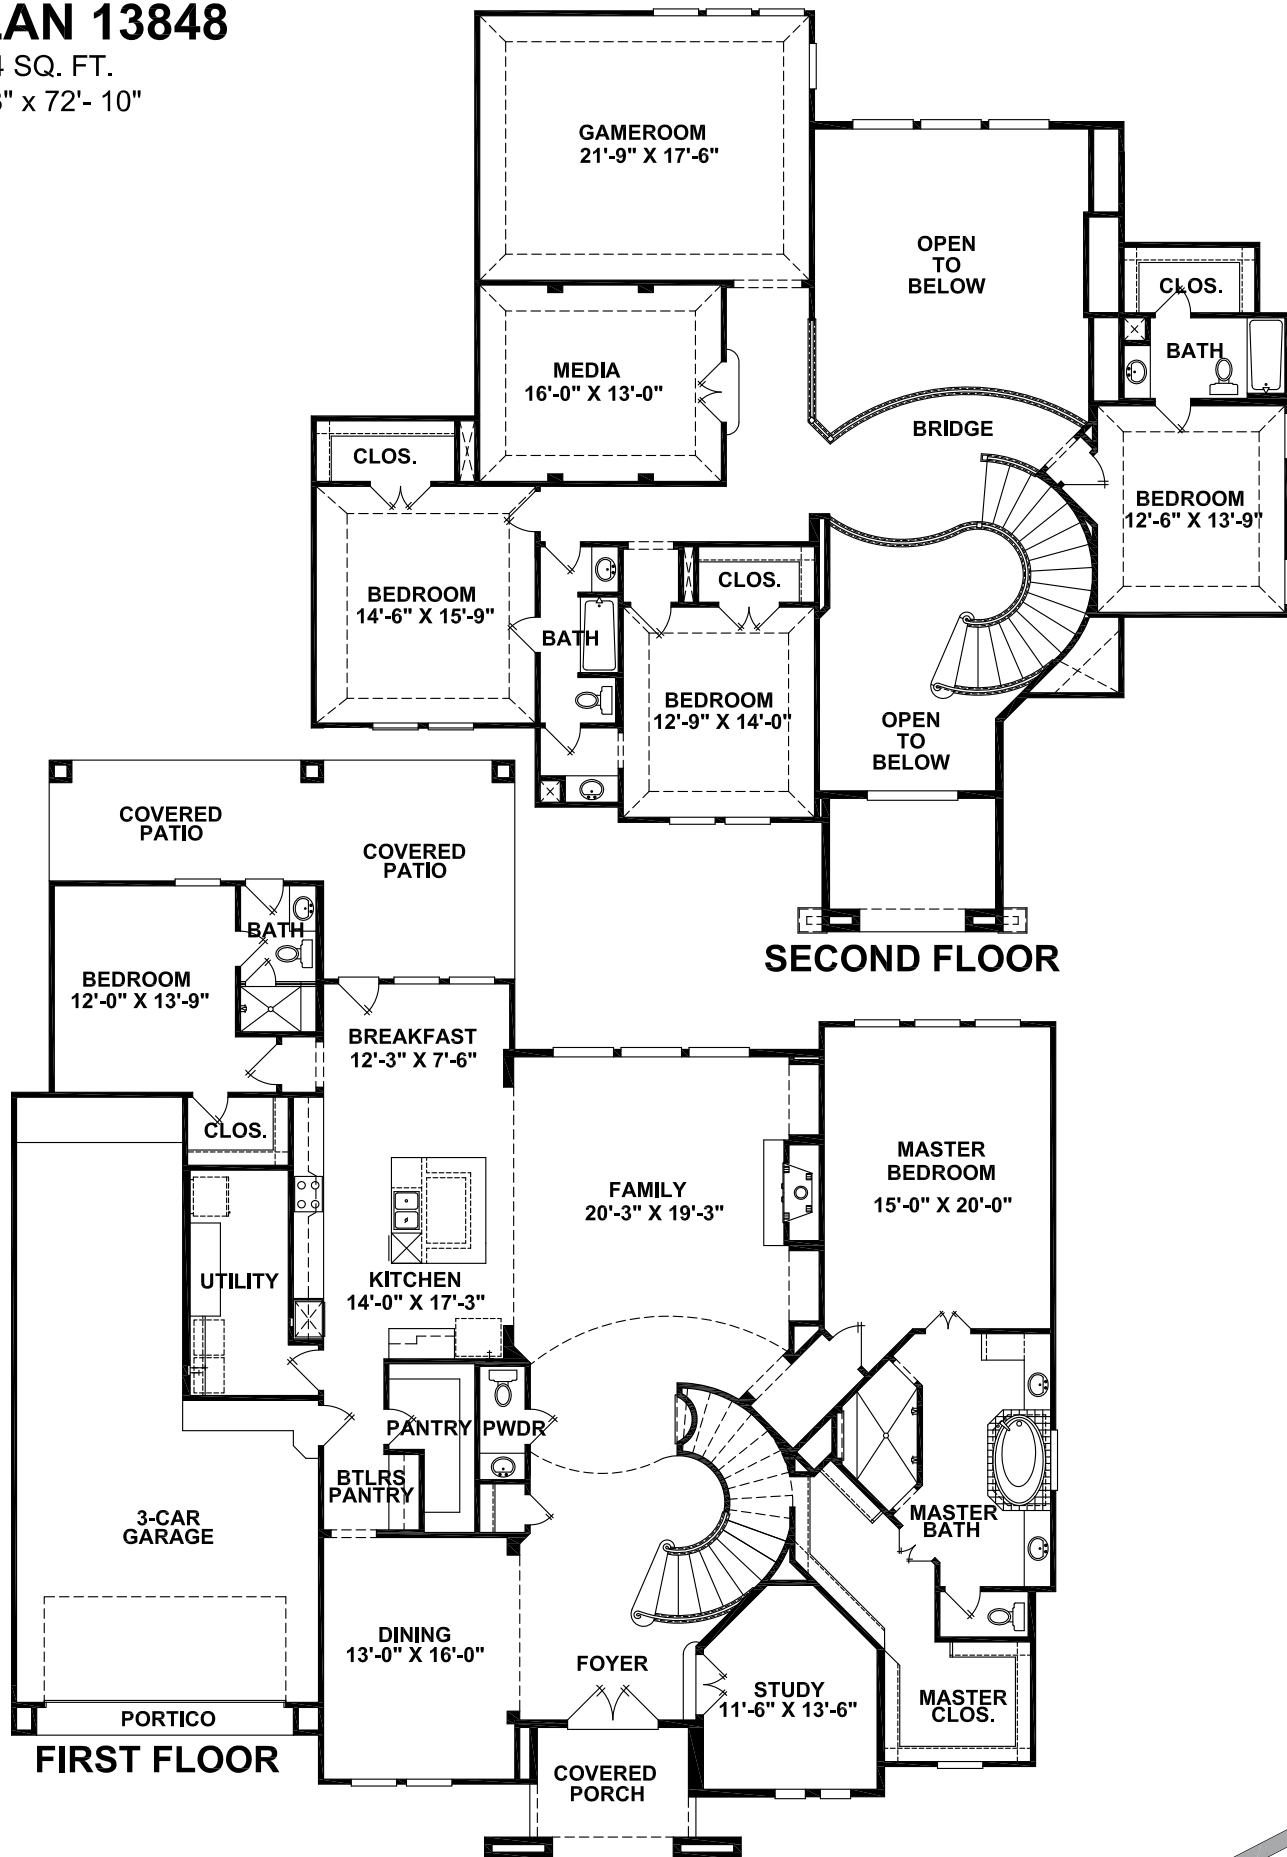 13848
SQ. FT.
x 72'- 10"
GAMEROOM
21'-9" X 17'-6"
OPEN
TO
BELOW
CLOS.
BATH
MEDIA
16'-0" X 13'-0"
BRIDGE
CLOS.
BEDROOM
12'-6" X 13'-9"
BEDROOM
14'-6" X 15'-9"
CLOS.
BATH
BEDROOM
12'-9" X 14'-0"
OPEN
TO
BELOW
SECOND FLOOR
COVERED
PATIO
COVERED
PATIO
BATH
BEDROOM
12'-0" X 13'-9"
BREAKFAST
12'-3" X 7'-6"
CLOS.
MASTER
BEDROOM
15'-0" X 20'-0"
FAMILY
20'-3" X 19'-3"
UTILITY
KITCHEN
14'-0" X 17'-3"
PANTRY
PWDR
BTLRS
PANTRY
3-CAR
GARAGE
MASTER
BATH
DINING
13'-0" X 16'-0"
FOYER
STUDY
11'-6" X 13'-6"
MASTER
CLOS.
PORTICO
FIRST FLOOR
COVERED
PORCH